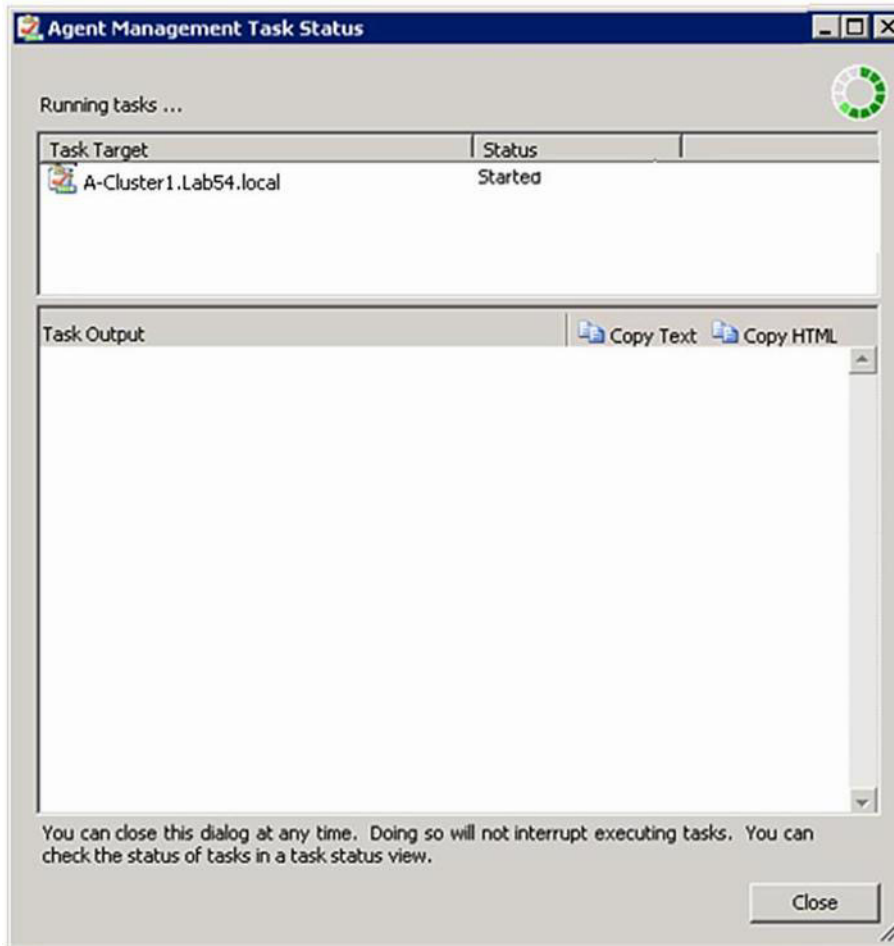 Agent Management Task Status
Running tasks ...
Task Target Status
A-Cluster1.Lab54.local Started
Task Output Copy Text Copy HTML
You can close this dialog at any time. Doing so will not interrupt executing tasks. You can
check the status of tasks in a task status view.
Close